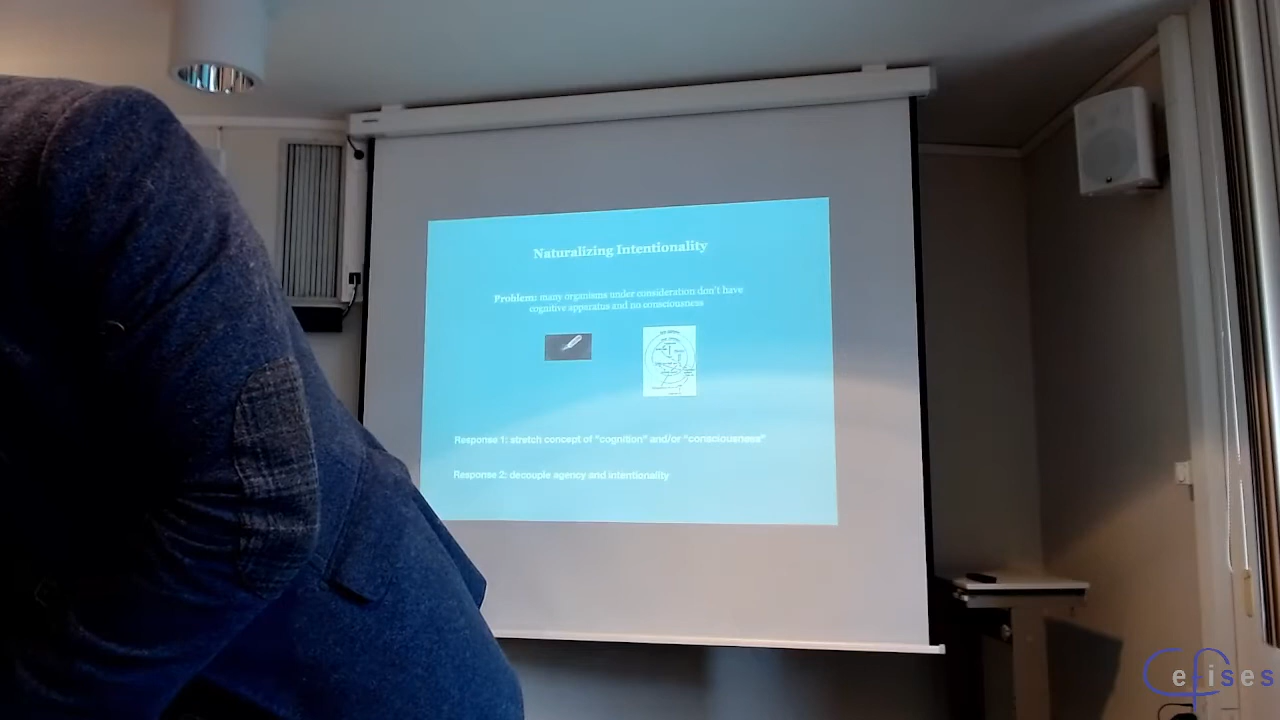 Naturalizing Intentionality
Problem: many organisms under consideration don't have
cognitive apparatus and no consciousness
Response 1: stretch concept of "cognition" and/or "consciousness"
Response 2: decouple agency and intentionality
Cefises